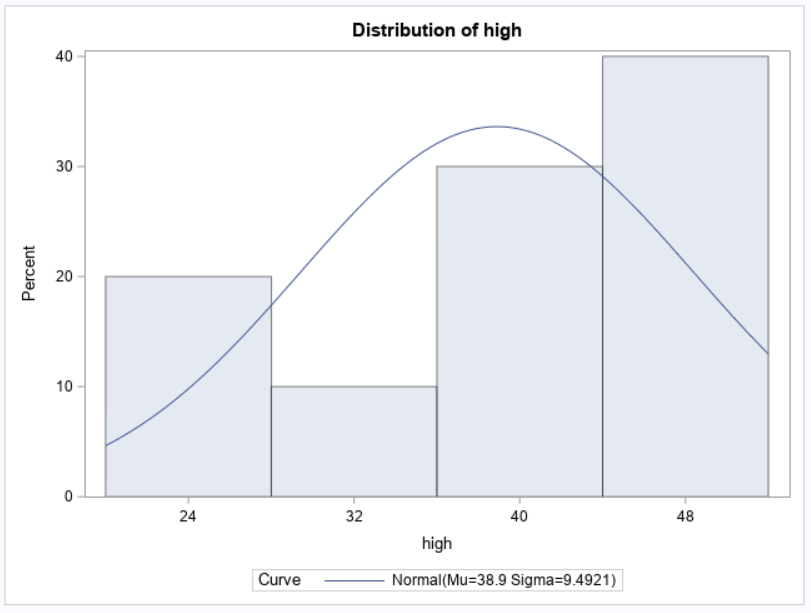 Distribution of high
40
30
20
10
0
Percent
24 32 40 48
high
Curve Normal(Mu=38.9 Sigma=9.4921)